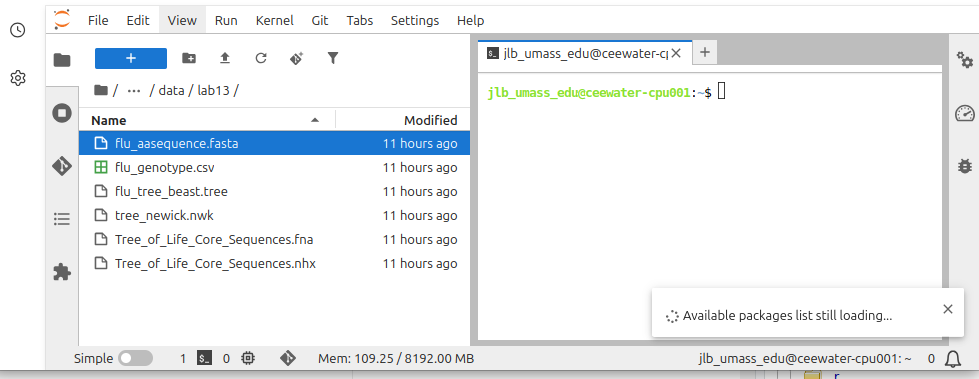 File Edit View Run Kernel Git Tabs Settings Help
+
/ ··· / data / lab13 /
Name Modified
flu_aasequence.fasta 11 hours ago
flu_genotype.csv 11 hours ago
flu_tree_beast.tree 11 hours ago
tree_newick.nwk 11 hours ago
Tree_of_Life_Core_Sequences.fna 11 hours ago
Tree_of_Life_Core_Sequences.nhx 11 hours ago
jlb_umass_edu@ceewater-cp
jlb_umass_edu@ceewater-cpu001:~$
Available packages list still loading...
Simple 1 $_ 0 Mem: 109.25 / 8192.00 MB jlb_umass_edu@ceewater-cpu001: ~ 0
r